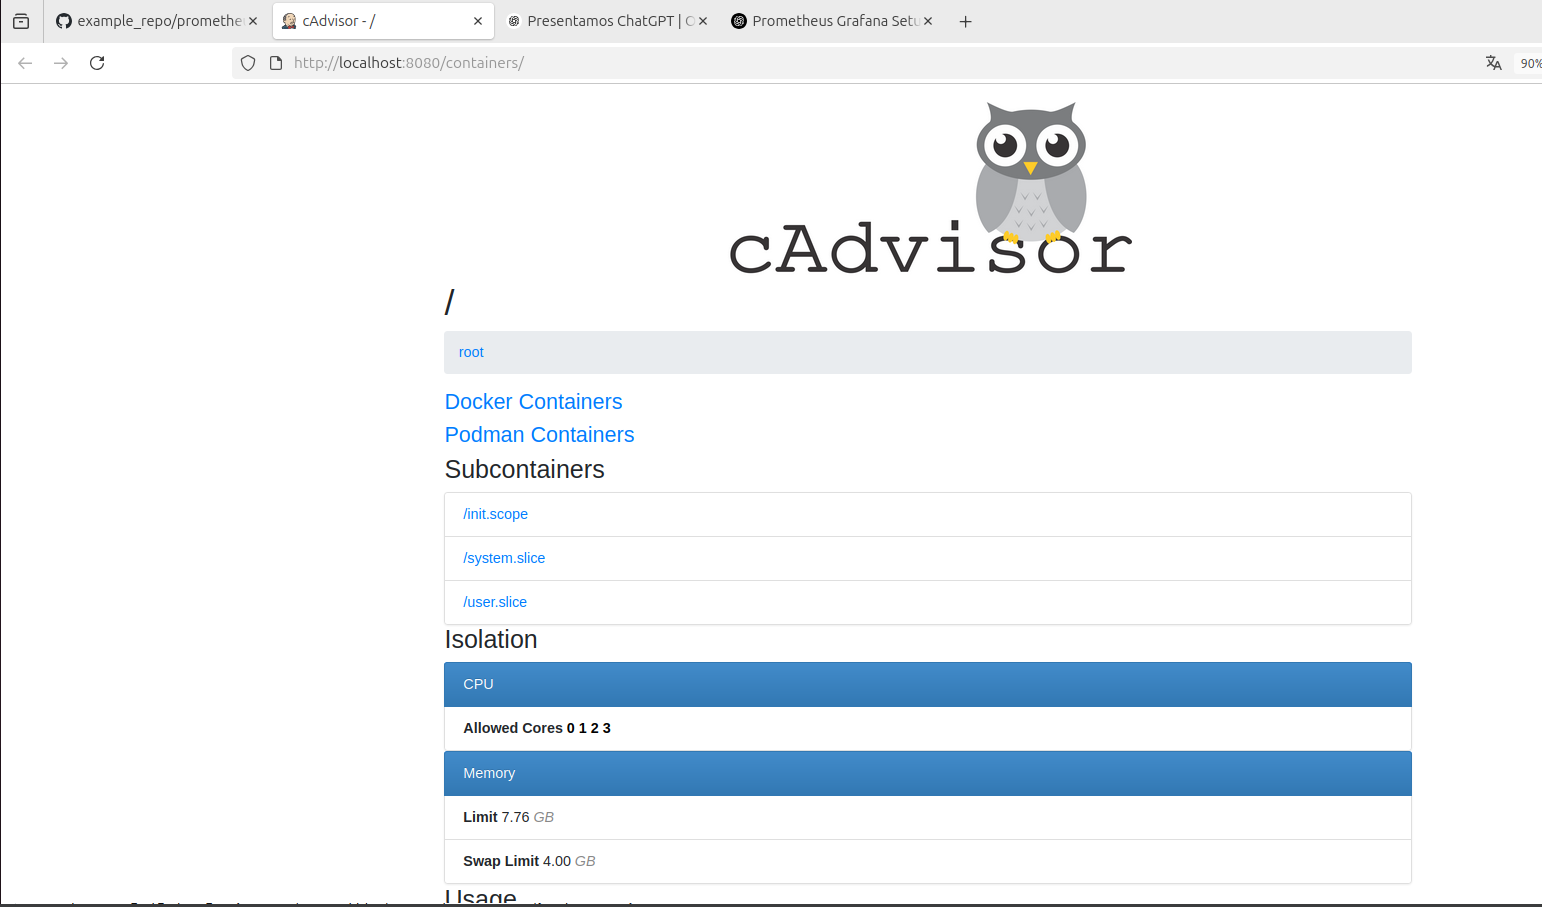 example_repo/promethe
cAdvisor - /
Presentamos ChatGPT | O
Prometheus Grafana Setu
http://localhost:8080/containers/
90%
cAdvisor
/
root
Docker Containers
Podman Containers
Subcontainers
/init.scope
/system.slice
/user.slice
Isolation
CPU
Allowed Cores 0 1 2 3
Memory
Limit 7.76 GB
Swap Limit 4.00 GB
Usage